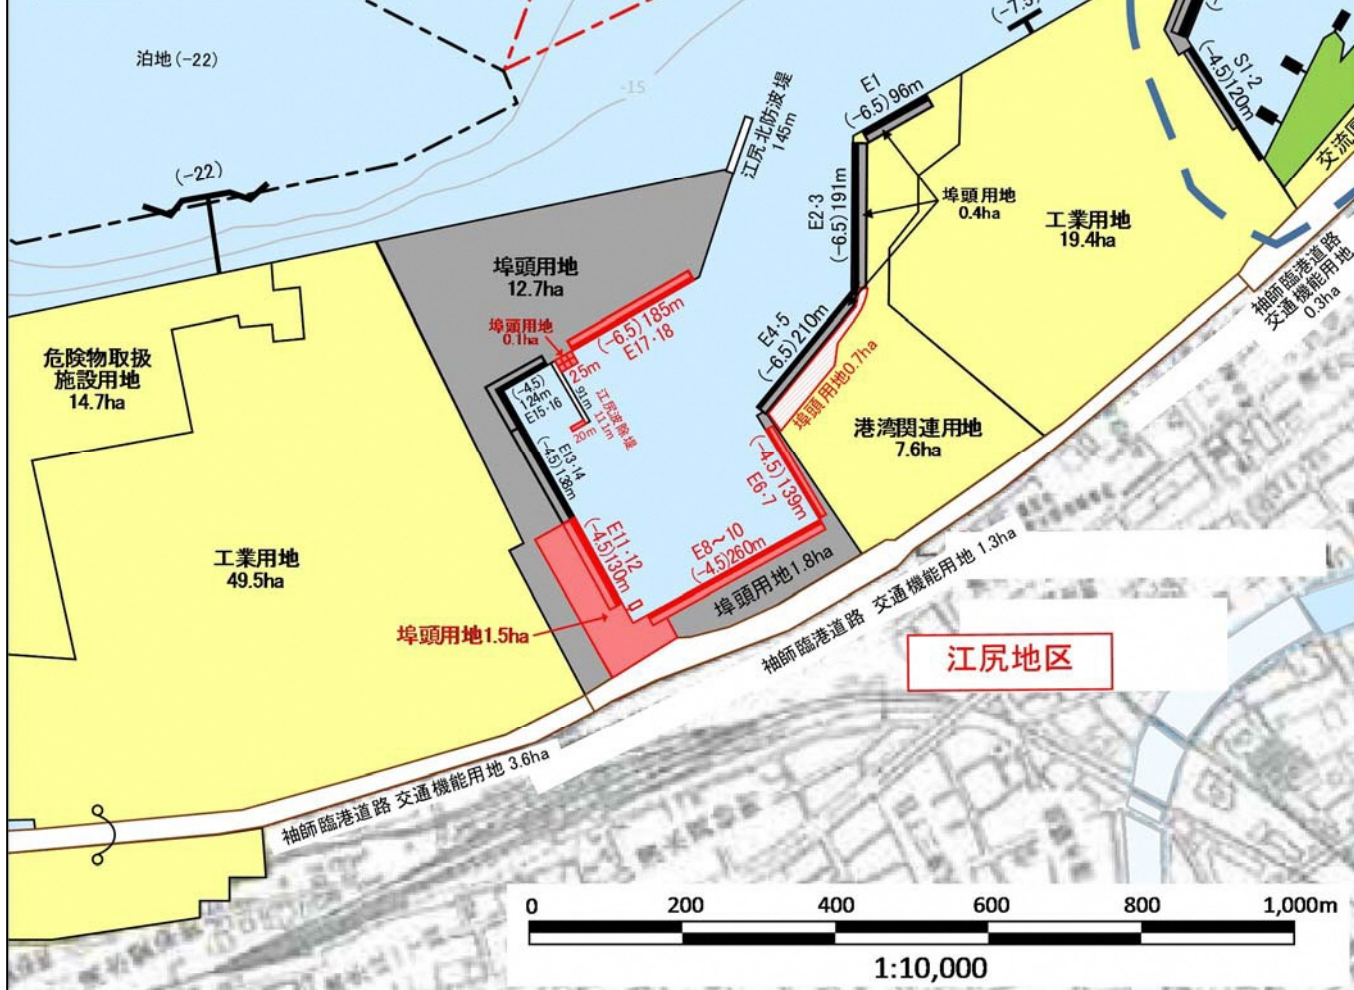 (-7.5)
泊地(-22)
-15
(-22)
江尻北防波堤
145m
E1
(-6.5)96m
S1・2
(-4.5)120m
埠頭用地
12.7ha
E2・3
(-6.5)191m
埠頭用地
0.4ha
工業用地
19.4ha
袖師臨港道路
交通機能用地
0.3ha
埠頭用地
0.1ha
(-6.5)185m
E17・18
E4・5
(-6.5)210m
危険物取扱
施設用地
14.7ha
25m
(-4.5)
124m
E15・16
91m
江尻波除堤
111m
20m
埠頭用地0.7ha
港湾関連用地
7.6ha
E13・14
(-4.5)138m
(-4.5)139m
E6・7
工業用地
49.5ha
E11・12
(-4.5)130m
E8～10
(-4.5)260m
埠頭用地1.8ha
埠頭用地1.5ha
袖師臨港道路 交通機能用地 1.3ha
江尻地区
袖師臨港道路 交通機能用地 3.6ha
0 200 400 600 800 1,000m
1:10,000